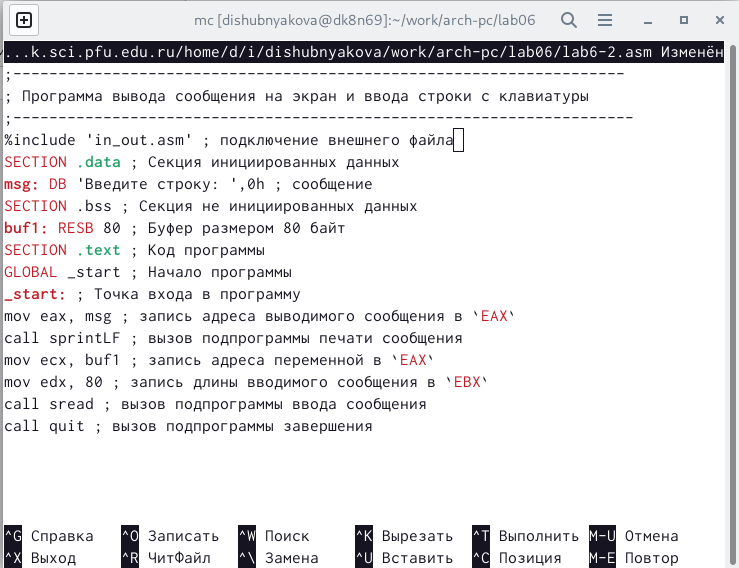 mc [dishubnyakova@dk8n69]:~/work/arch-pc/lab06
...k.sci.pfu.edu.ru/home/d/i/dishubnyakova/work/arch-pc/lab06/lab6-2.asm Изменён
;--------------------------------------------------------------------
; Программа вывода сообщения на экран и ввода строки с клавиатуры
;---------------------------------------------------------------------
%include 'in_out.asm' ; подключение внешнего файла
SECTION .data ; Секция инициированных данных
msg: DB 'Введите строку: ',0h ; сообщение
SECTION .bss ; Секция не инициированных данных
buf1: RESB 80 ; Буфер размером 80 байт
SECTION .text ; Код программы
GLOBAL _start ; Начало программы
_start: ; Точка входа в программу
mov eax, msg ; запись адреса выводимого сообщения в `EAX`
call sprintLF ; вызов подпрограммы печати сообщения
mov ecx, buf1 ; запись адреса переменной в `EAX`
mov edx, 80 ; запись длины вводимого сообщения в `EBX`
call sread ; вызов подпрограммы ввода сообщения
call quit ; вызов подпрограммы завершения
^G Справка ^O Записать ^W Поиск ^K Вырезать ^T Выполнить M-U Отмена
^X Выход ^R ЧитФайл ^\ Замена ^U Вставить ^C Позиция M-E Повтор